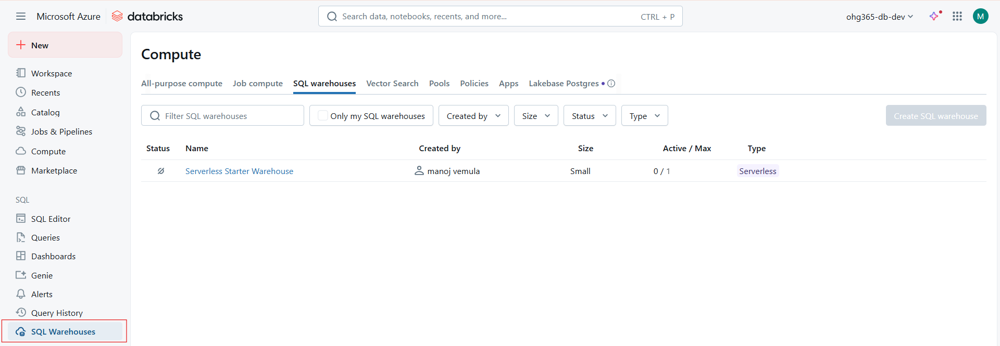 Microsoft Azure databricks
Search data, notebooks, recents, and more... CTRL + P
ohg365-db-dev
M
New
Workspace
Recents
Catalog
Jobs & Pipelines
Compute
Marketplace
SQL
SQL Editor
Queries
Dashboards
Genie
Alerts
Query History
SQL Warehouses
Compute
All-purpose compute Job compute SQL warehouses Vector Search Pools Policies Apps Lakebase Postgres
Filter SQL warehouses Only my SQL warehouses Created by Size Status Type Create SQL warehouse
Status Name Created by Size Active / Max Type
Serverless Starter Warehouse manoj vemula Small 0 / 1 Serverless